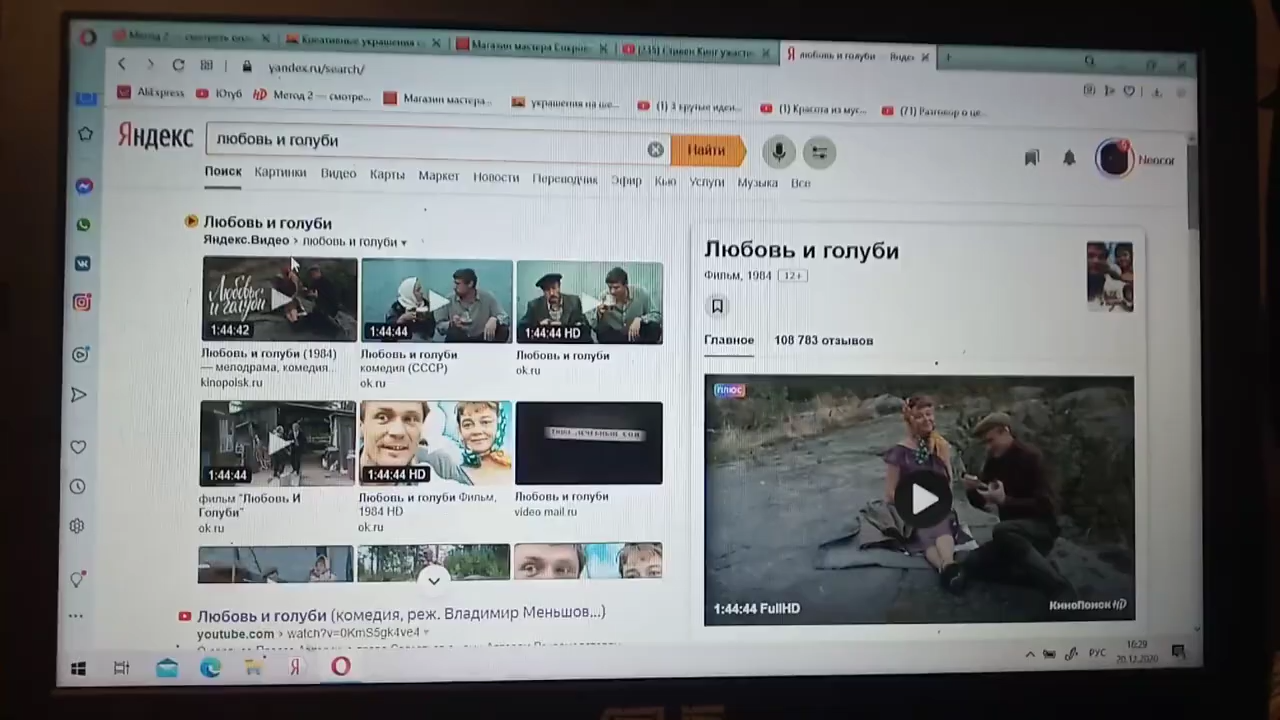 Метод 2 — смотреть онл...
Креативные украшения
Магазин мастера
Стивен Кинг ужаст
любовь и голуби
yandex.ru/search/
AliExpress
Ютуб
Метод 2 — смотре...
Магазин мастера...
украшения на ше...
(1) 3 крутые идеи...
(1) Красота из мус...
(71) Разговор о це...
Яндекс
любовь и голуби
Найти
Neocor
Поиск Картинки Видео Карты Маркет Новости Переводчик Эфир Кью Услуги Музыка Все
Любовь и голуби
Яндекс.Видео › любовь и голуби
Любовь и голуби
1:44:42
1:44:44
1:44:44 HD
Любовь и голуби (1984)
— мелодрама, комедия...
kinopolsk.ru
Любовь и голуби
комедия (СССР)
ok.ru
Любовь и голуби
ok.ru
1:44:44
1:44:44 HD
фильм "Любовь И
Голуби"
ok.ru
Любовь и голуби Фильм,
1984 HD
ok.ru
Любовь и голуби
video.mail.ru
Любовь и голуби (комедия, реж. Владимир Меньшов...)
youtube.com › watch?v=0KmS5gk4ve4
Любовь и голуби
Фильм, 1984 12+
Главное 108 783 отзывов
плюс
1:44:44 FullHD
КиноПоиск HD
РУС
16:29
20.12.2020